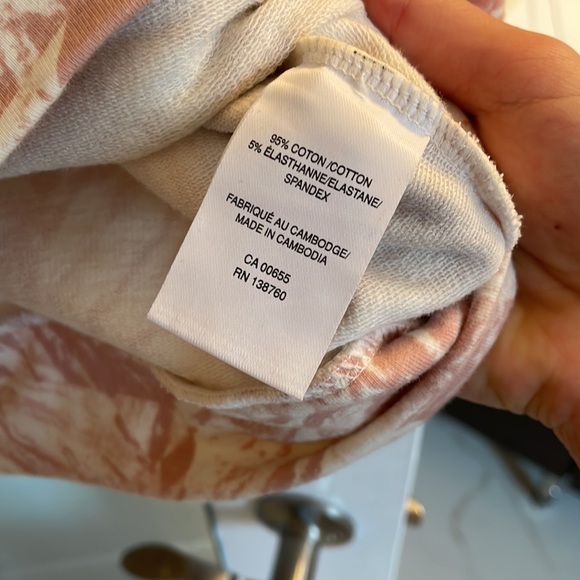 95% COTON /COTTON
5% ÉLASTHANNE/ELASTANE/
SPANDEX
FABRIQUÉ AU CAMBODGE/
MADE IN CAMBODIA
CA 00655
RN 138760